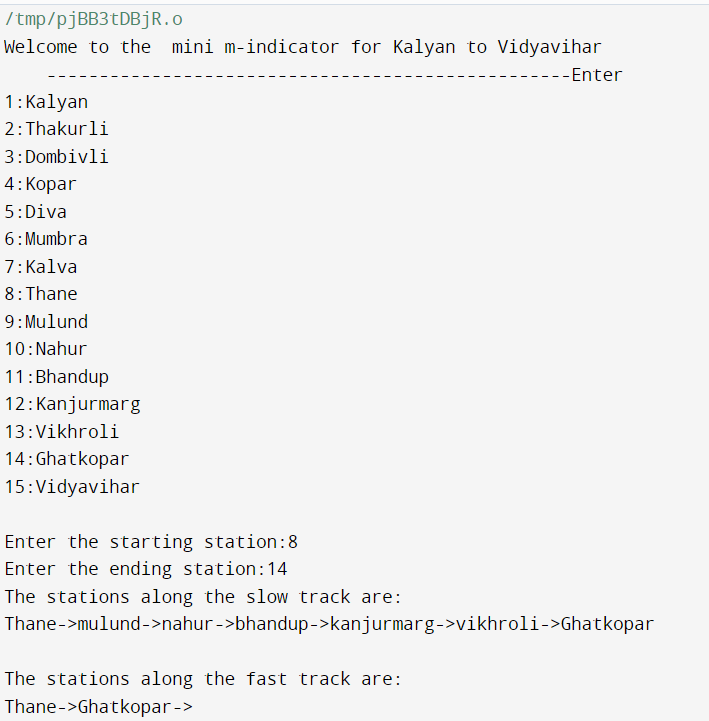 /tmp/pjBB3tDBjR.o
Welcome to the  mini m-indicator for Kalyan to Vidyavihar
    --------------------------------------------------Enter
1:Kalyan
2:Thakurli
3:Dombivli
4:Kopar
5:Diva
6:Mumbra
7:Kalva
8:Thane
9:Mulund
10:Nahur
11:Bhandup
12:Kanjurmarg
13:Vikhroli
14:Ghatkopar
15:Vidyavihar
Enter the starting station:8
Enter the ending station:14
The stations along the slow track are:
Thane->mulund->nahur->bhandup->kanjurmarg->vikhroli->Ghatkopar
The stations along the fast track are:
Thane->Ghatkopar->